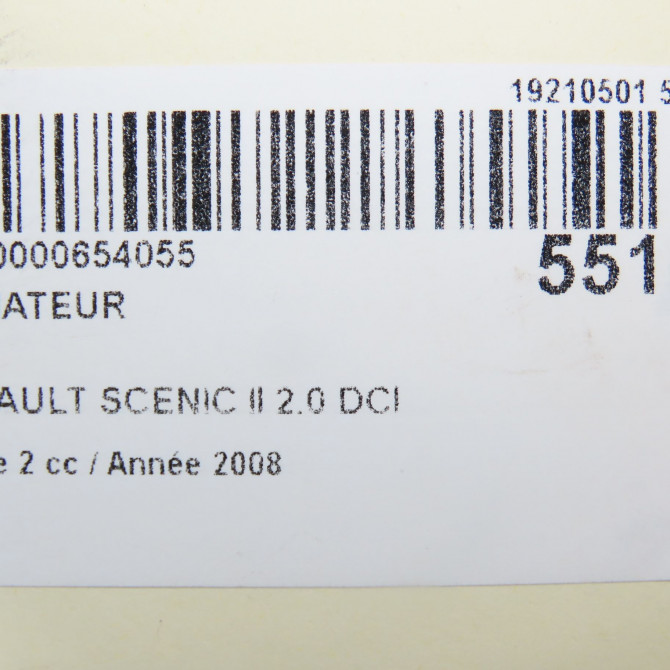 19210501 5
0000654055
551
ATEUR
AULT SCENIC II 2.0 DCI
e 2 cc / Année 2008